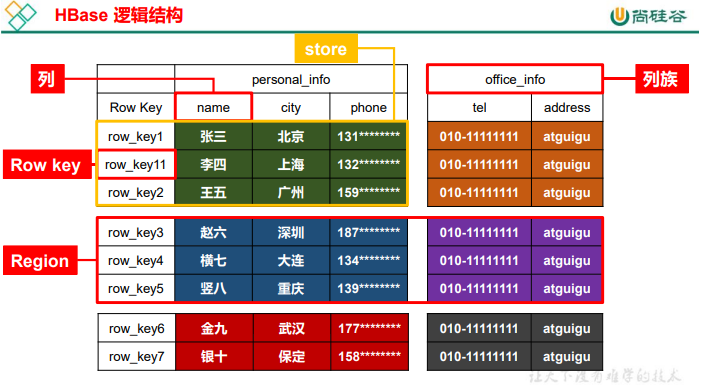 HBase 逻辑结构
尚硅谷
store
列
personal_info
office_info
列族
Row Key
name
city
phone
tel
address
row_key1 张三 北京 131******** 010-11111111 atguigu
Row key
row_key11 李四 上海 132******** 010-11111111 atguigu
row_key2 王五 广州 159******** 010-11111111 atguigu
row_key3 赵六 深圳 187******** 010-11111111 atguigu
Region
row_key4 横七 大连 134******** 010-11111111 atguigu
row_key5 竖八 重庆 139******** 010-11111111 atguigu
row_key6 金九 武汉 177******** 010-11111111 atguigu
row_key7 银十 保定 158******** 010-11111111 atguigu
让天下没有难学的技术